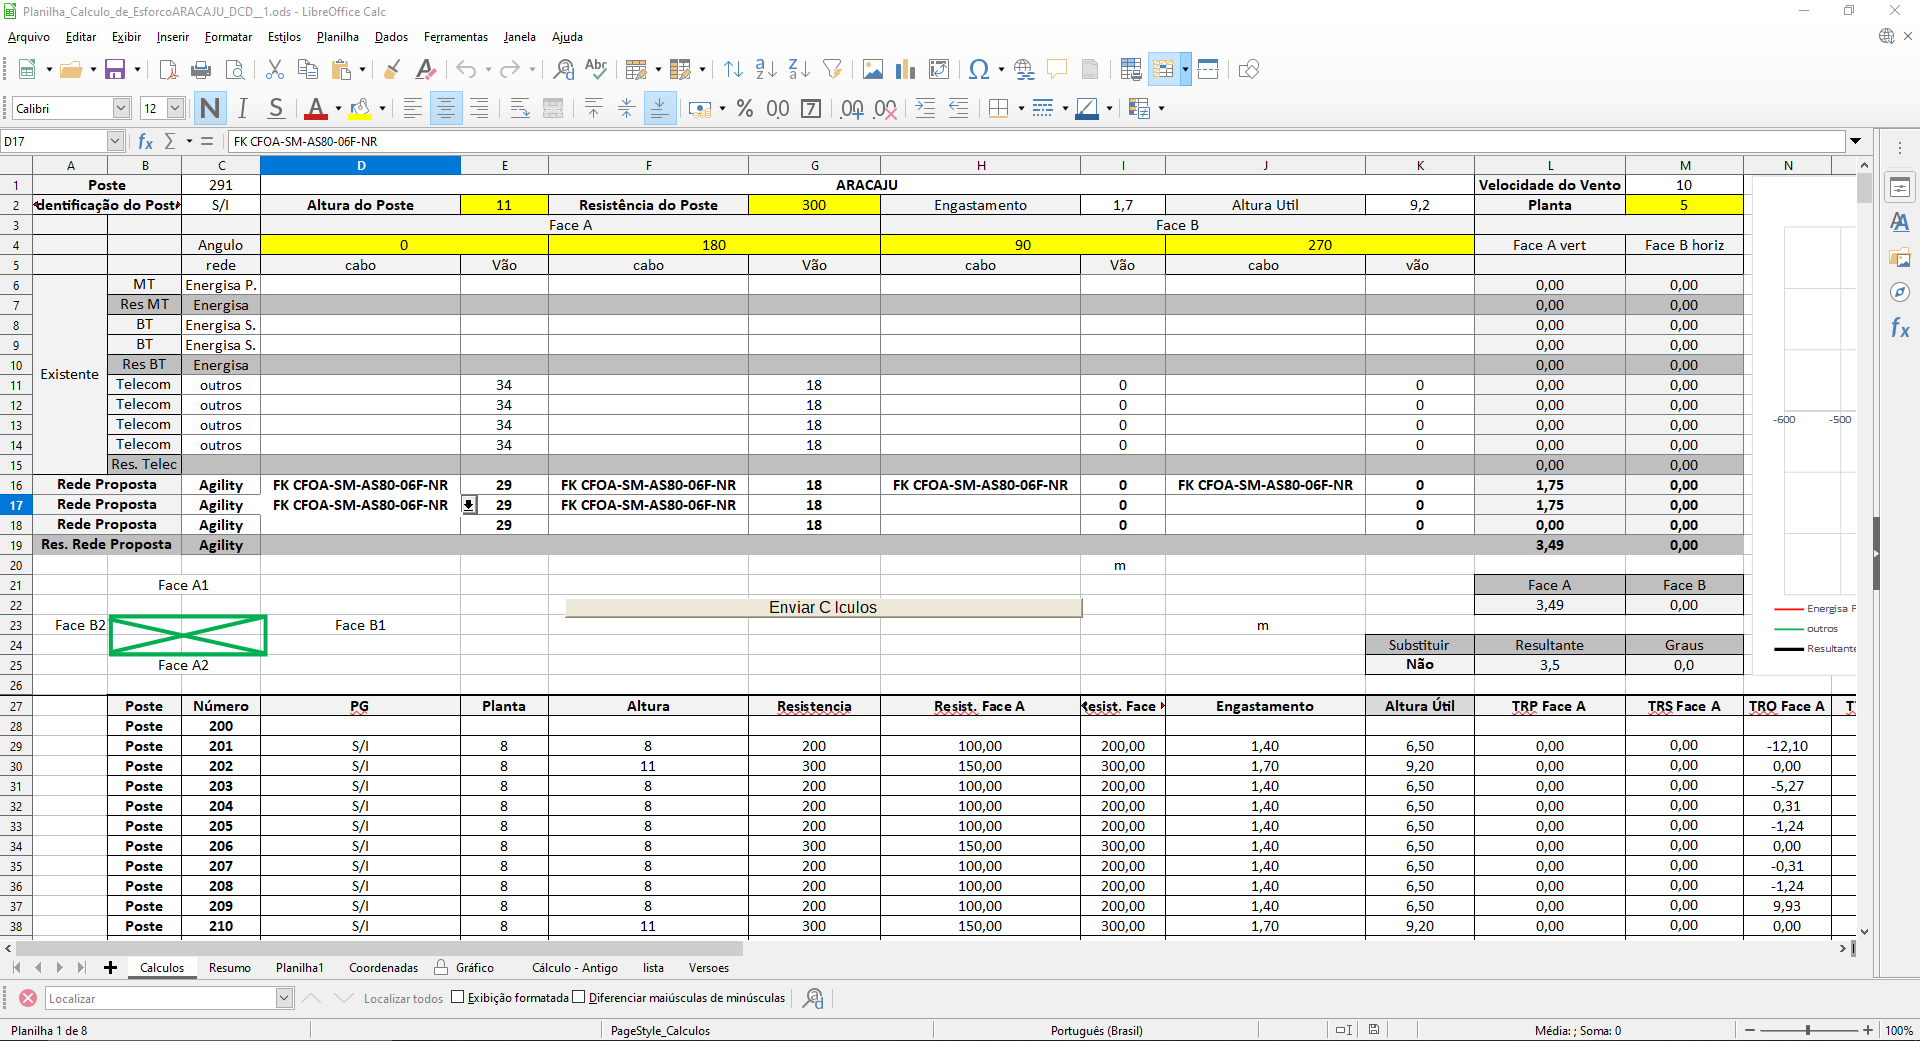 Planilha_Calculo_de_EsforcoARACAJU_DCD__1.ods - LibreOffice Calc
Arquivo Editar Exibir Inserir Formatar Estilos Planilha Dados Ferramentas Janela Ajuda
Calibri 12 N I S
D17 FK CFOA-SM-AS80-06F-NR
A B C D E F G H I J K L M N
1 Poste 291 ARACAJU Velocidade do Vento 10
2 dentificação do Post S/I Altura do Poste 11 Resistência do Poste 300 Engastamento 1,7 Altura Util 9,2 Planta 5
3 Face A Face B
4 Angulo 0 180 90 270 Face A vert Face B horiz
5 rede cabo Vão cabo Vão cabo Vão cabo vão
6 MT Energisa P. 0,00 0,00
7 Res MT Energisa 0,00 0,00
8 BT Energisa S. 0,00 0,00
9 BT Energisa S. 0,00 0,00
10 Res BT Energisa 0,00 0,00
Existente
11 Telecom outros 34 18 0 0 0,00 0,00
12 Telecom outros 34 18 0 0 0,00 0,00
13 Telecom outros 34 18 0 0 0,00 0,00
14 Telecom outros 34 18 0 0 0,00 0,00
15 Res. Telec 0,00 0,00
16 Rede Proposta Agility FK CFOA-SM-AS80-06F-NR 29 FK CFOA-SM-AS80-06F-NR 18 FK CFOA-SM-AS80-06F-NR 0 FK CFOA-SM-AS80-06F-NR 0 1,75 0,00
17 Rede Proposta Agility FK CFOA-SM-AS80-06F-NR 29 FK CFOA-SM-AS80-06F-NR 18 0 0 1,75 0,00
18 Rede Proposta Agility 29 18 0 0 0,00 0,00
19 Res. Rede Proposta Agility 3,49 0,00
20 m
21 Face A1 Face A Face B
22 Enviar C lculos 3,49 0,00
23 Face B2 Face B1 m
24 Substituir Resultante Graus
25 Face A2 Não 3,5 0,0
26
-600 -500
Energisa P
outros
Resultante
27 Poste Número PG Planta Altura Resistencia Resist. Face A esist. Face Engastamento Altura Útil TRP Face A TRS Face A TRO Face A
28 Poste 200
29 Poste 201 S/I 8 8 200 100,00 200,00 1,40 6,50 0,00 0,00 -12,10
30 Poste 202 S/I 8 11 300 150,00 300,00 1,70 9,20 0,00 0,00 0,00
31 Poste 203 S/I 8 8 200 100,00 200,00 1,40 6,50 0,00 0,00 -5,27
32 Poste 204 S/I 8 8 200 100,00 200,00 1,40 6,50 0,00 0,00 0,31
33 Poste 205 S/I 8 8 200 100,00 200,00 1,40 6,50 0,00 0,00 -1,24
34 Poste 206 S/I 8 8 300 150,00 300,00 1,40 6,50 0,00 0,00 0,00
35 Poste 207 S/I 8 8 200 100,00 200,00 1,40 6,50 0,00 0,00 -0,31
36 Poste 208 S/I 8 8 200 100,00 200,00 1,40 6,50 0,00 0,00 -1,24
37 Poste 209 S/I 8 8 200 100,00 200,00 1,40 6,50 0,00 0,00 9,93
38 Poste 210 S/I 8 11 300 150,00 300,00 1,70 9,20 0,00 0,00 0,00
Calculos Resumo Planilha1 Coordenadas Gráfico Cálculo - Antigo lista Versoes
Localizar Localizar todos Exibição formatada Diferenciar maiúsculas de minúsculas
Planilha 1 de 8 PageStyle_Calculos Português (Brasil) Média: ; Soma: 0 100%